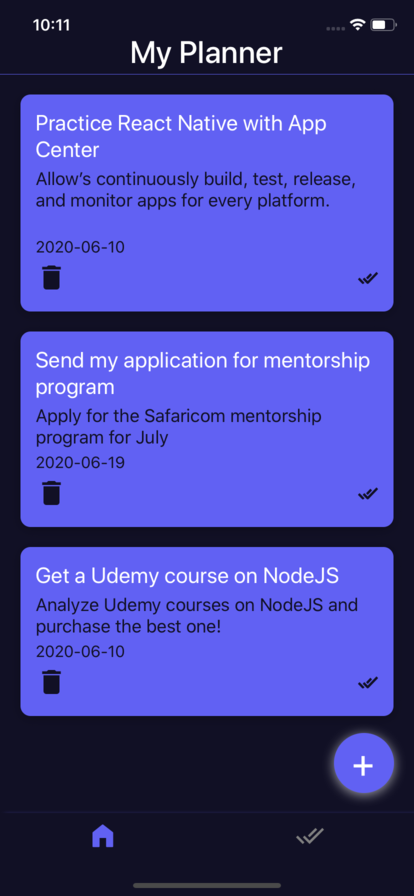 10:11
My Planner
Practice React Native with App
Center
Allow’s continuously build, test, release,
and monitor apps for every platform.
2020-06-10
Send my application for mentorship
program
Apply for the Safaricom mentorship
program for July
2020-06-19
Get a Udemy course on NodeJS
Analyze Udemy courses on NodeJS and
purchase the best one!
2020-06-10